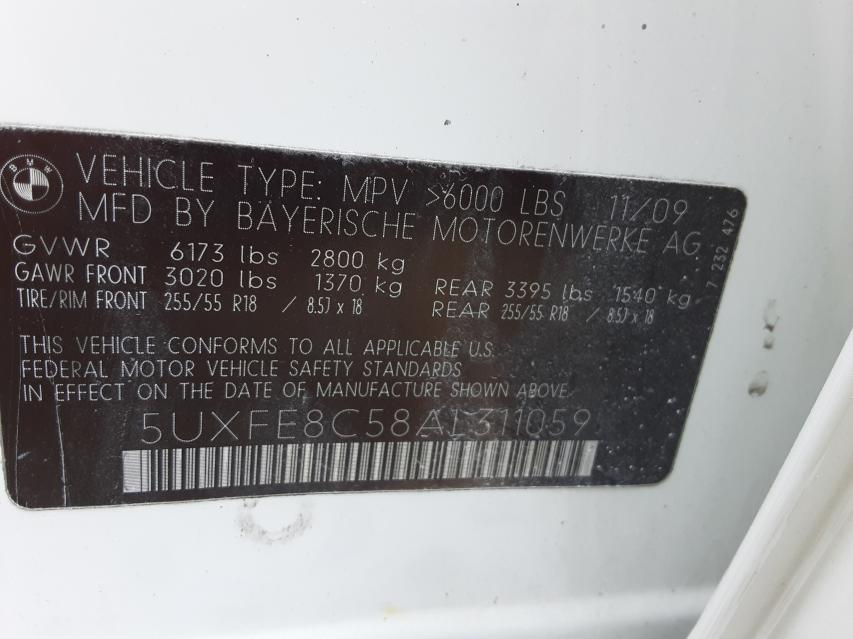 BMW
VEHICLE TYPE: MPV >6000 LBS 11/09
MFD BY BAYERISCHE MOTORENWERKE AG
GVWR 6173 lbs 2800 kg
GAWR FRONT 3020 lbs 1370 kg REAR 3395 lbs 1540 kg
TIRE/RIM FRONT 255/55 R18 / 8.5J x 18 REAR 255/55 R18 / 8.5J x 18
THIS VEHICLE CONFORMS TO ALL APPLICABLE U.S.
FEDERAL MOTOR VEHICLE SAFETY STANDARDS
IN EFFECT ON THE DATE OF MANUFACTURE SHOWN ABOVE.
5UXFE8C58AL311059
7 232 476